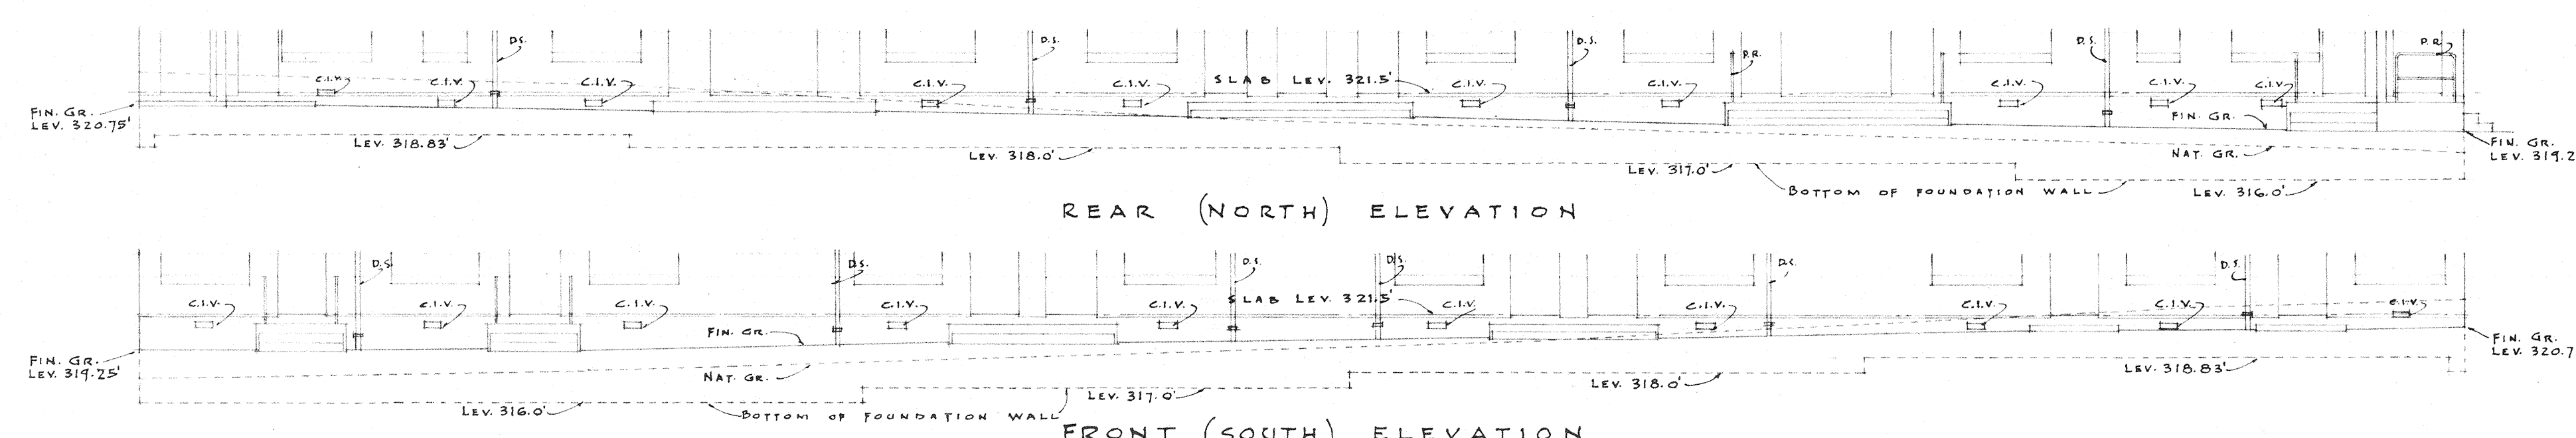 D.S.
D.S.
D.S.
D.S.
P.R.
P.R.
C.I.V.
C.I.V.
C.I.V.
C.I.V.
C.I.V.
SLAB LEV. 321.5'
C.I.V.
C.I.V.
C.I.V.
C.I.V.
C.I.V.
FIN. GR.
LEV. 320.75'
FIN. GR.
LEV. 318.83'
LEV. 318.0'
NAT. GR.
FIN. GR.
LEV. 319.2
LEV. 317.0'
BOTTOM OF FOUNDATION WALL
LEV. 316.0'
REAR (NORTH) ELEVATION
D.S.
D.S.
D.S.
D.S.
D.S.
D.S.
C.I.V.
C.I.V.
C.I.V.
C.I.V.
C.I.V.
SLAB LEV. 321.5'
C.I.V.
C.I.V.
C.I.V.
C.I.V.
C.I.V.
FIN. GR.
FIN. GR.
LEV. 319.25'
NAT. GR.
FIN. GR.
LEV. 320.7
LEV. 318.83'
LEV. 318.0'
LEV. 317.0'
LEV. 316.0'
BOTTOM OF FOUNDATION WALL
FRONT (SOUTH) ELEVATION